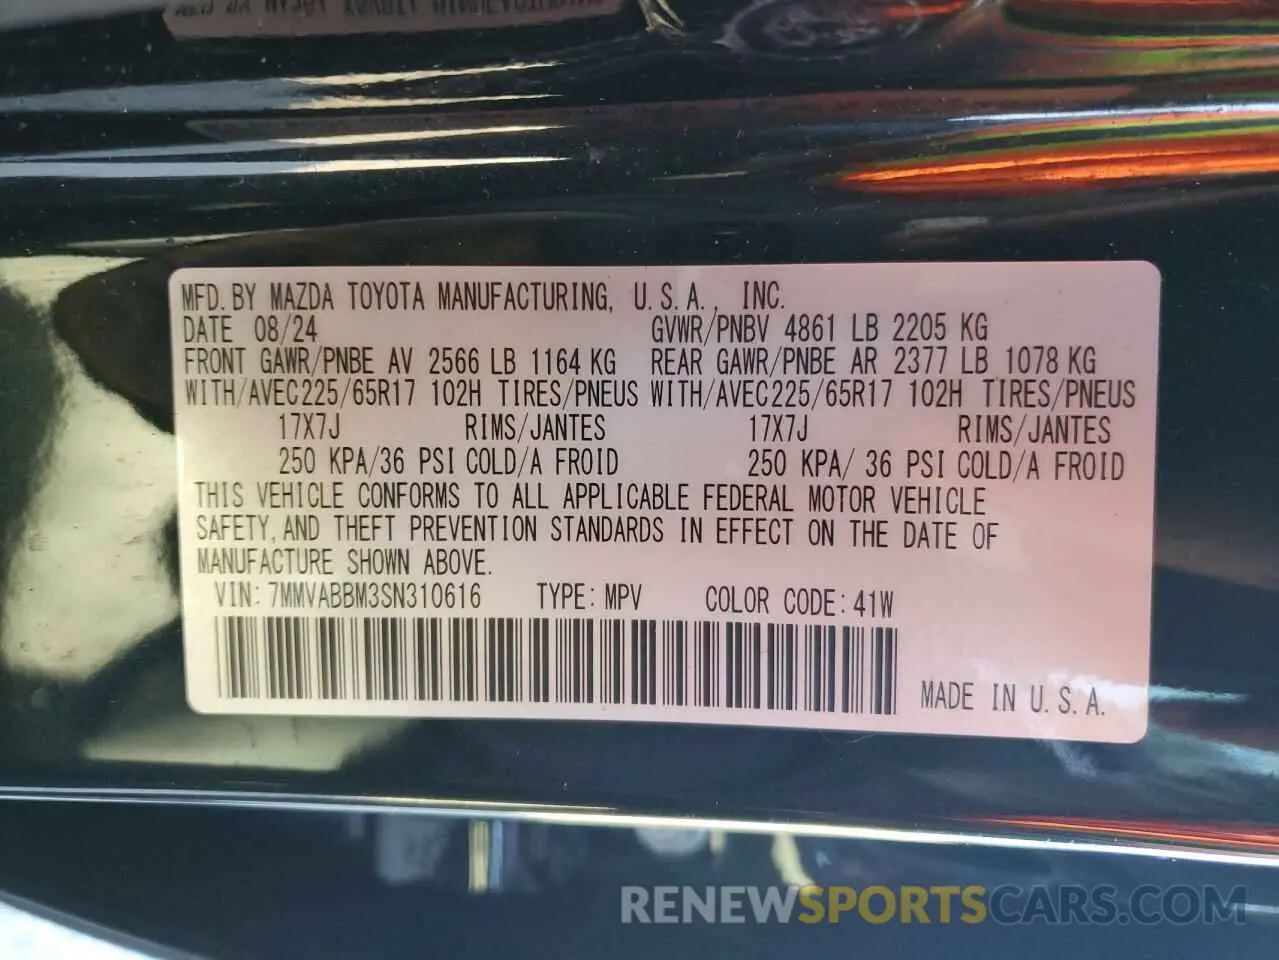 MFD. BY MAZDA TOYOTA MANUFACTURING, U.S.A., INC.
DATE 08/24 GVWR/PNBV 4861 LB 2205 KG
FRONT GAWR/PNBE AV 2566 LB 1164 KG REAR GAWR/PNBE AR 2377 LB 1078 KG
WITH/AVEC 225/65R17 102H TIRES/PNEUS WITH/AVEC 225/65R17 102H TIRES/PNEUS
17X7J RIMS/JANTES 17X7J RIMS/JANTES
250 KPA/36 PSI COLD/A FROID 250 KPA/ 36 PSI COLD/A FROID
THIS VEHICLE CONFORMS TO ALL APPLICABLE FEDERAL MOTOR VEHICLE
SAFETY, AND THEFT PREVENTION STANDARDS IN EFFECT ON THE DATE OF
MANUFACTURE SHOWN ABOVE.
VIN: 7MMVABBM3SN310616 TYPE: MPV COLOR CODE: 41W
MADE IN U.S.A.
RENEWSPORTSCARS.COM